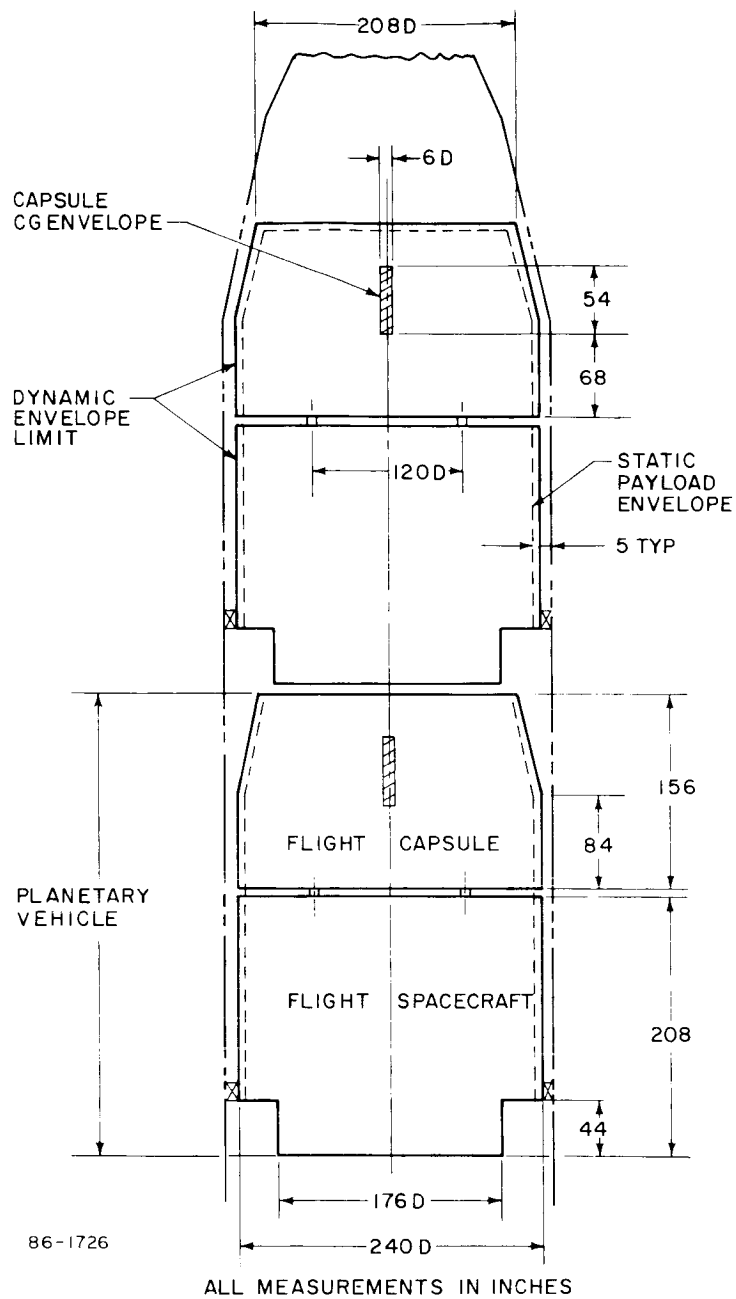 208D
6D
CAPSULE
CG ENVELOPE
54
68
DYNAMIC
ENVELOPE
LIMIT
120D
STATIC
PAYLOAD
ENVELOPE
5 TYP
156
84
FLIGHT CAPSULE
PLANETARY
VEHICLE
FLIGHT SPACECRAFT
208
44
176D
86-1726
240D
ALL MEASUREMENTS IN INCHES